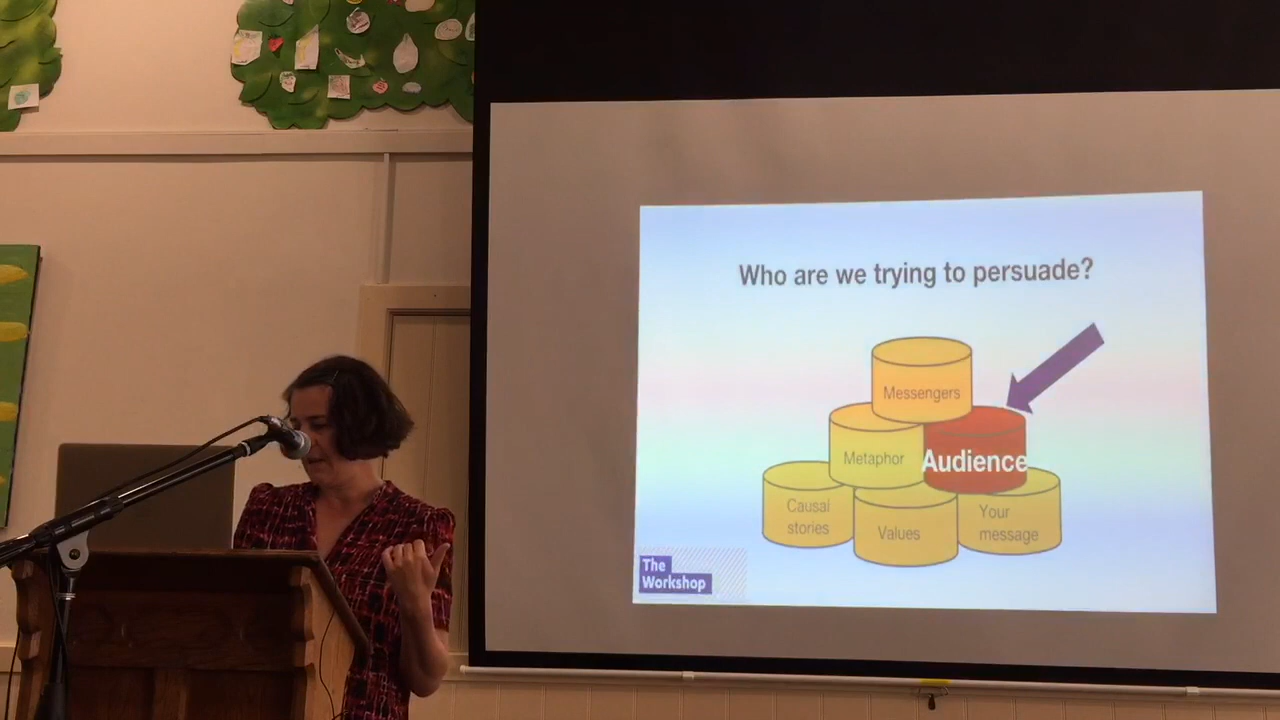 Who are we trying to persuade?
Messengers
Metaphor
Audience
Causal
stories
Values
Your
message
The
Workshop